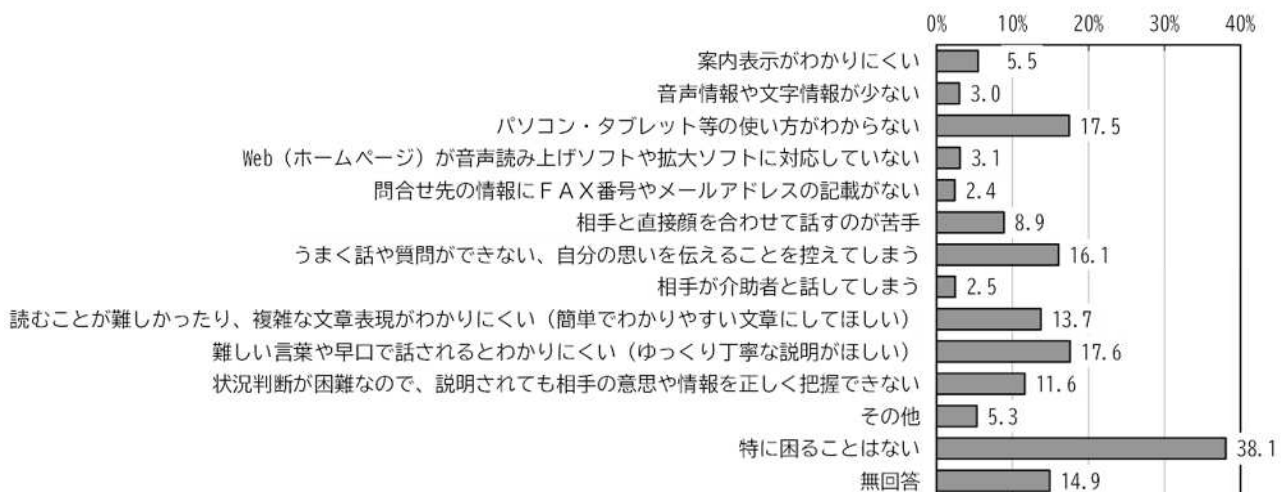 0% 10% 20% 30% 40%
案内表示がわかりにくい 5.5
音声情報や文字情報が少ない 3.0
パソコン・タブレット等の使い方がわからない 17.5
Web（ホームページ）が音声読み上げソフトや拡大ソフトに対応していない 3.1
問合せ先の情報にＦＡＸ番号やメールアドレスの記載がない 2.4
相手と直接顔を合わせて話すのが苦手 8.9
うまく話や質問ができない、自分の思いを伝えることを控えてしまう 16.1
相手が介助者と話してしまう 2.5
読むことが難しかったり、複雑な文章表現がわかりにくい（簡単でわかりやすい文章にしてほしい） 13.7
難しい言葉や早口で話されるとわかりにくい（ゆっくり丁寧な説明がほしい） 17.6
状況判断が困難なので、説明されても相手の意思や情報を正しく把握できない 11.6
その他 5.3
特に困ることはない 38.1
無回答 14.9